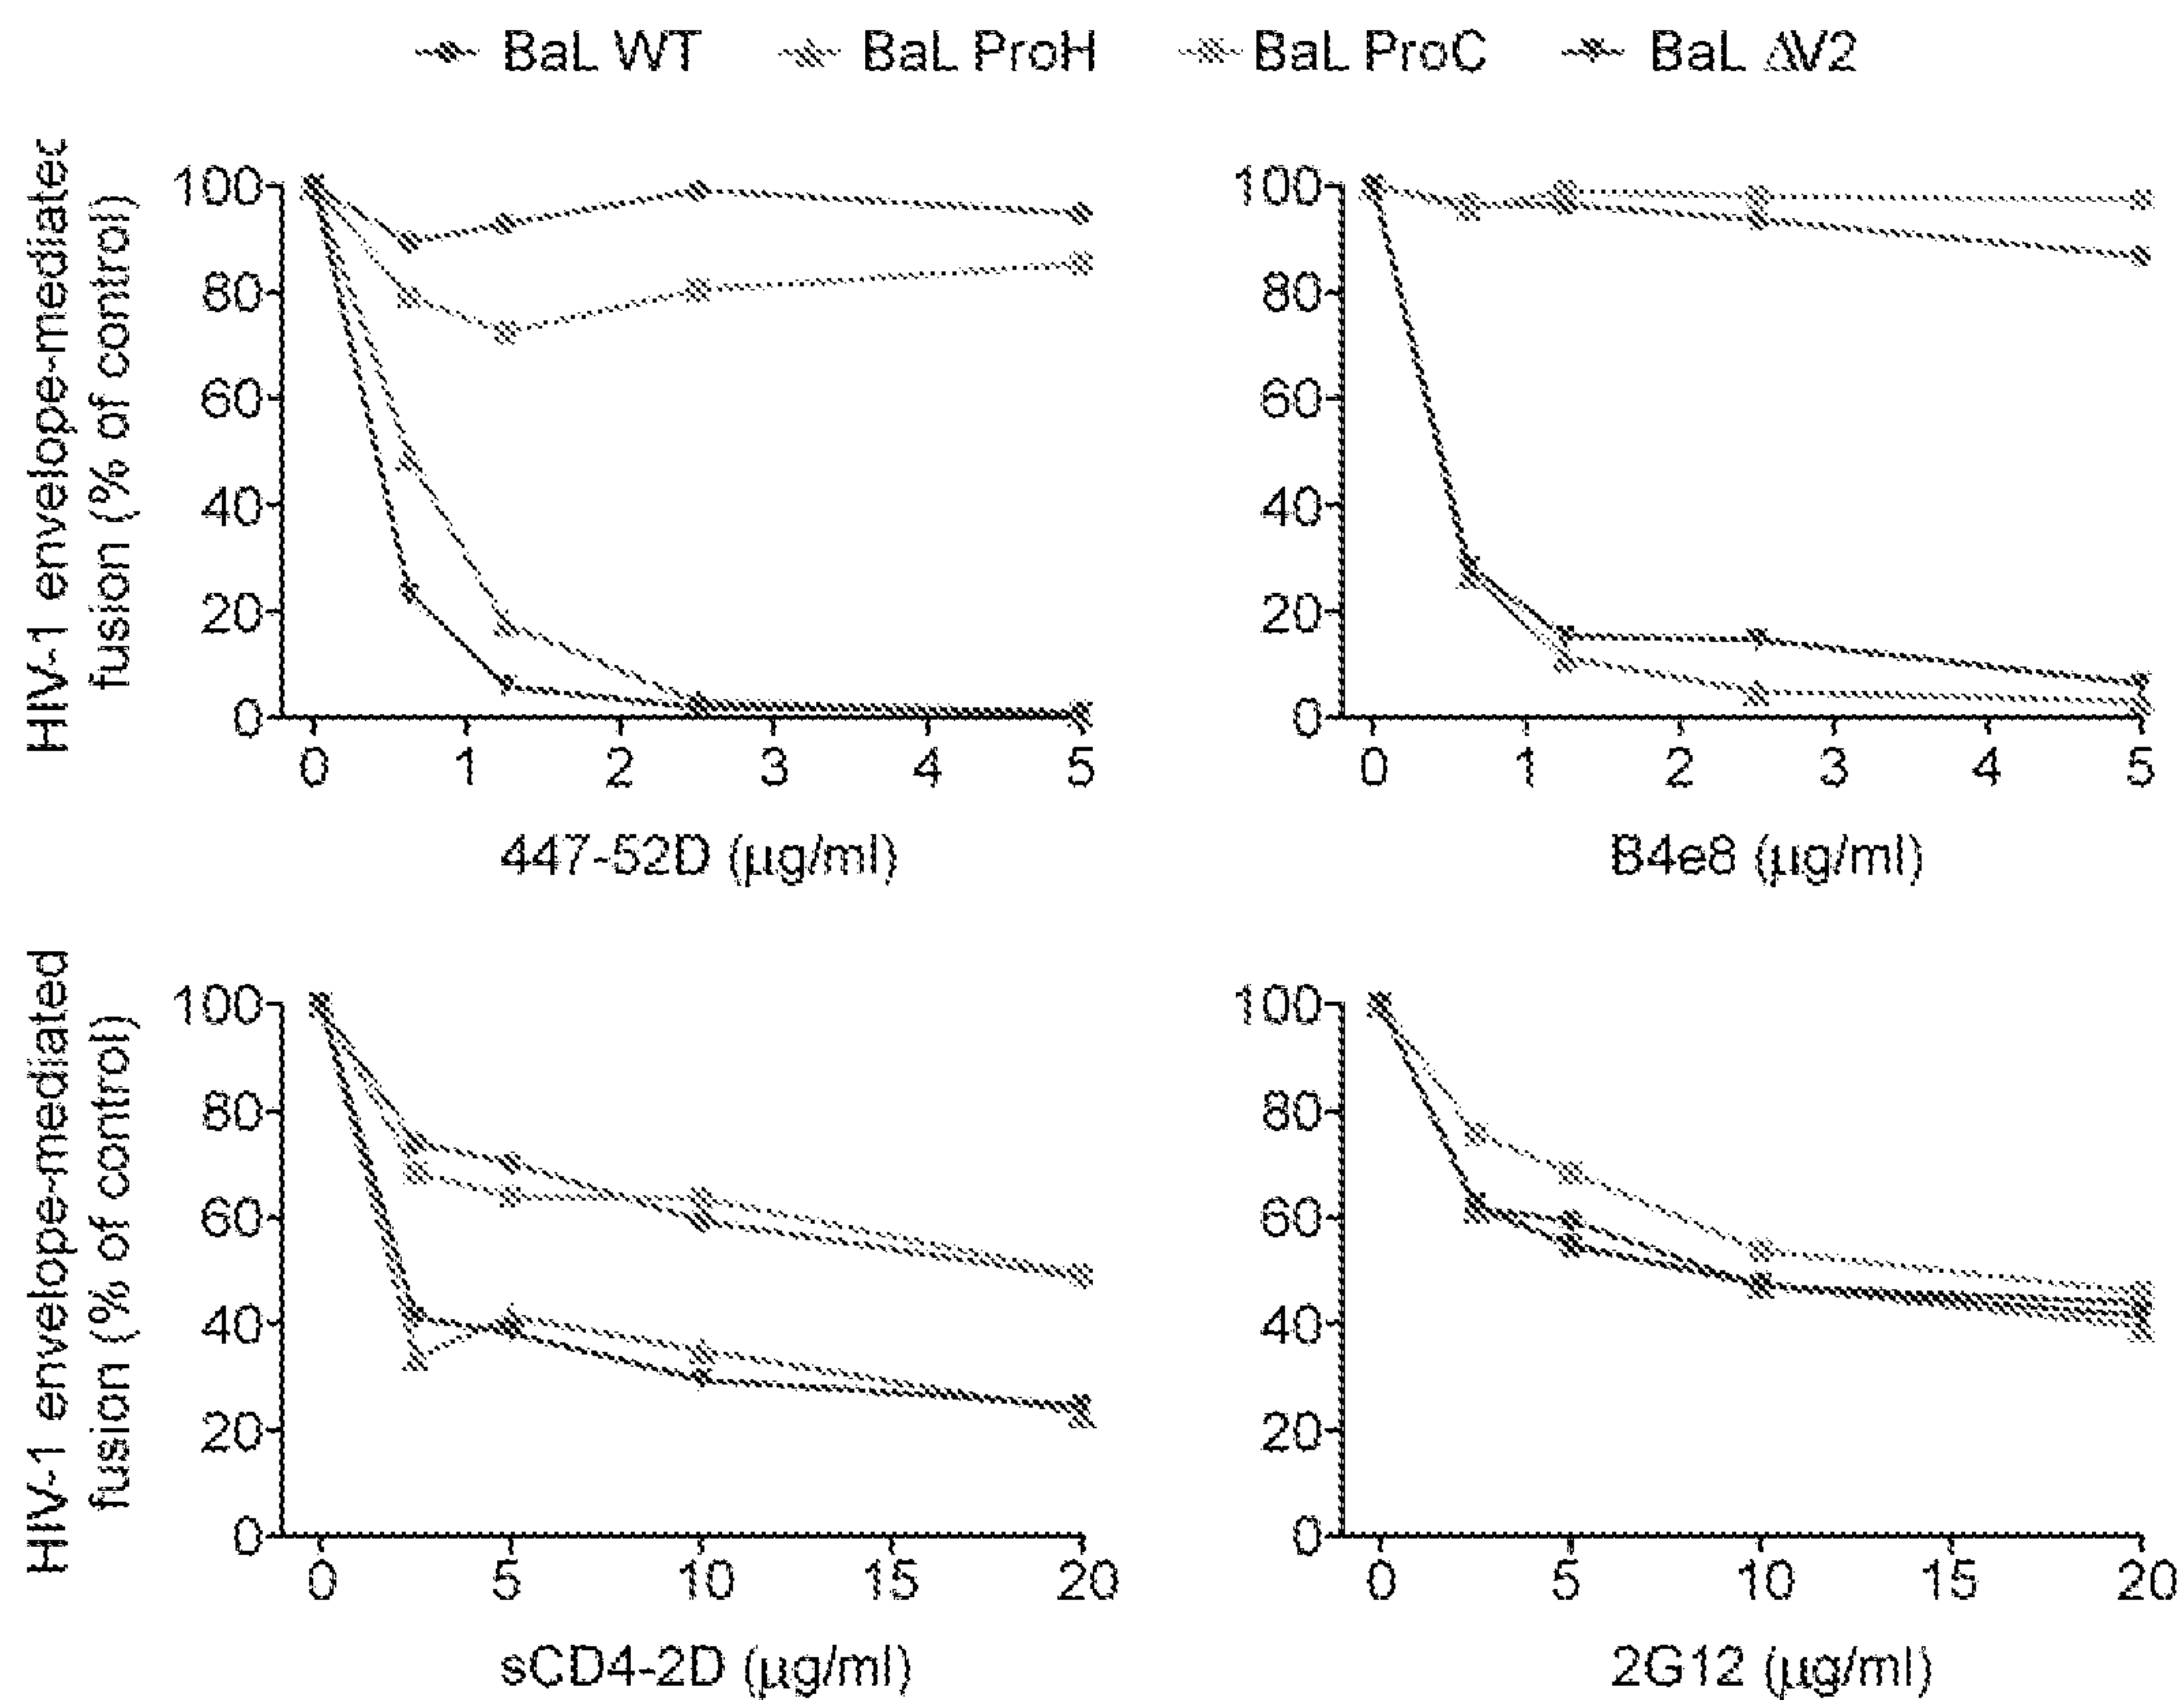 BaL WT BaL ProH BaL ProC BaL ΔV2
HIV-1 envelope-mediated
fusion (% of control)
100
80
60
40
20
0
0 1 2 3 4 5
447-52D (µg/ml)
100
80
60
40
20
0
0 1 2 3 4 5
B4e8 (µg/ml)
HIV-1 envelope-mediated
fusion (% of control)
100
80
60
40
20
0
0 5 10 15 20
sCD4-2D (µg/ml)
100
80
60
40
20
0
0 5 10 15 20
2G12 (µg/ml)